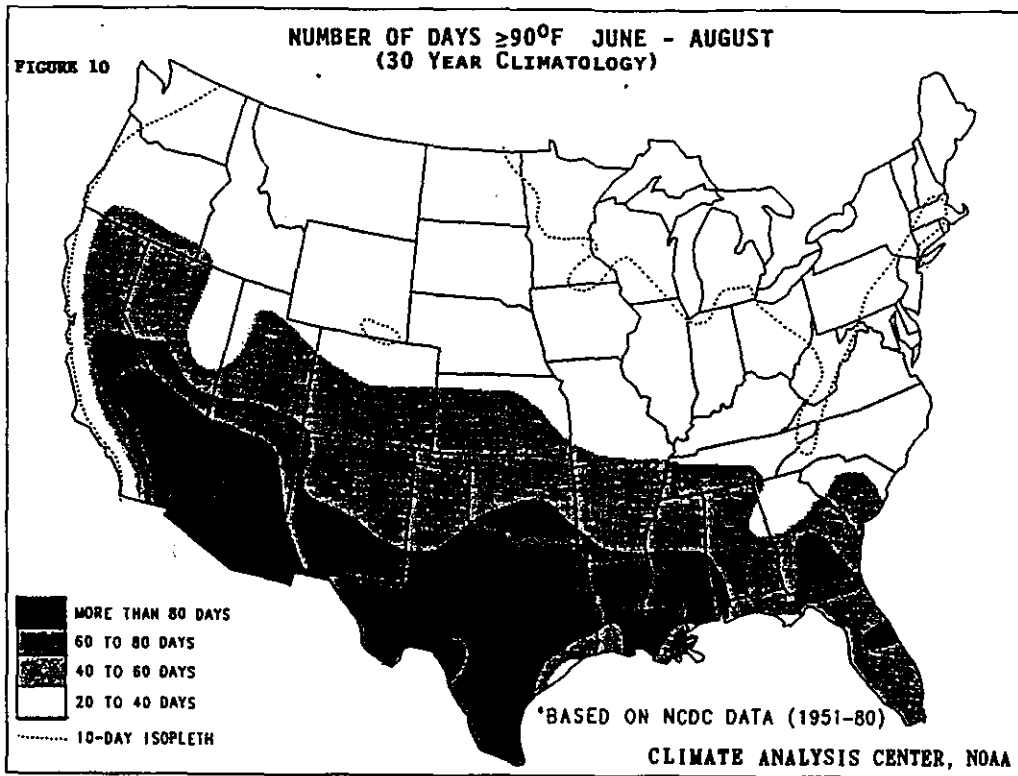 NUMBER OF DAYS ≥90°F JUNE - AUGUST
(30 YEAR CLIMATOLOGY)
FIGURE 10
MORE THAN 80 DAYS
60 TO 80 DAYS
40 TO 60 DAYS
20 TO 40 DAYS
10-DAY ISOPLETH
*BASED ON NCDC DATA (1951-80)
CLIMATE ANALYSIS CENTER, NOAA